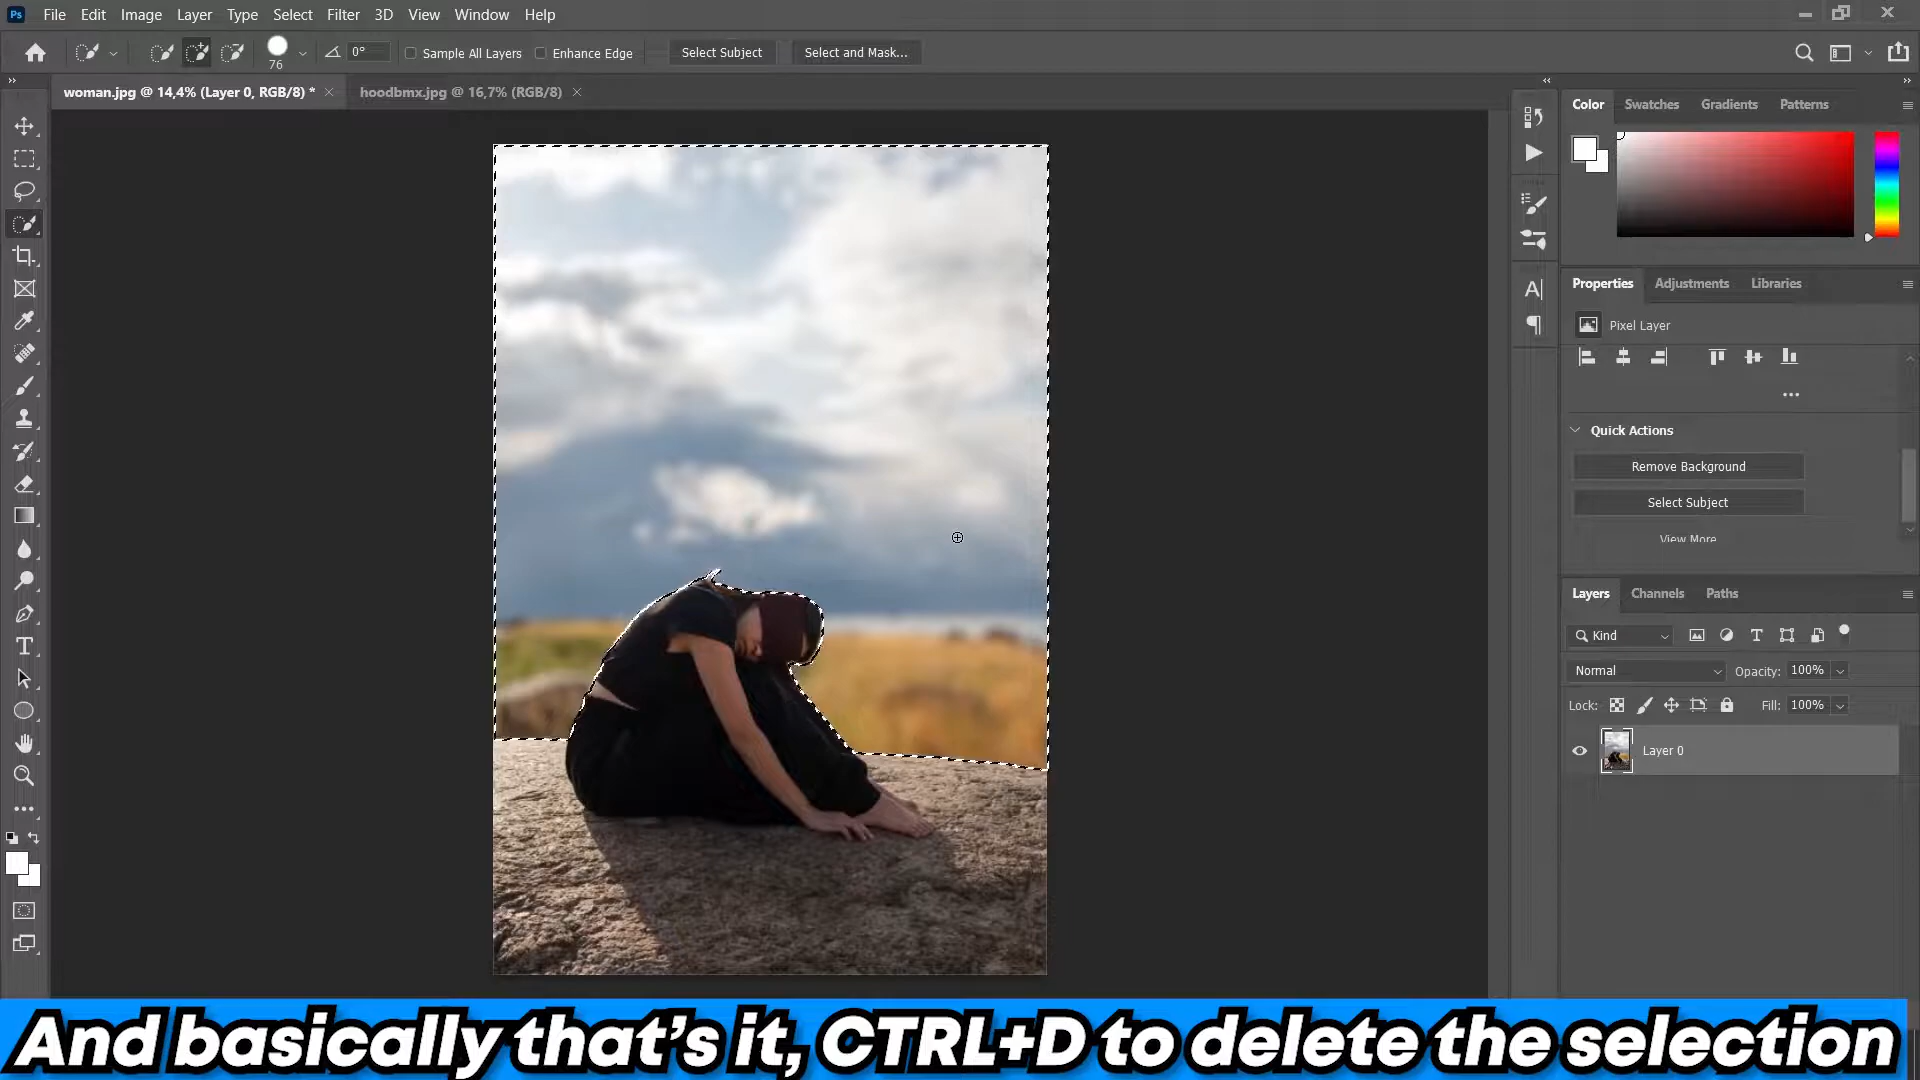 Ps File Edit Image Layer Type Select Filter 3D View Window Help
76 0° Sample All Layers Enhance Edge Select Subject Select and Mask...
woman.jpg @ 14,4% (Layer 0, RGB/8) * hoodbmx.jpg @ 16,7% (RGB/8)
Color Swatches Gradients Patterns
Properties Adjustments Libraries
Pixel Layer
Quick Actions
Remove Background
Select Subject
View More
Layers Channels Paths
Kind
Normal Opacity: 100%
Lock: Fill: 100%
Layer 0
And basically that's it, CTRL+D to delete the selection